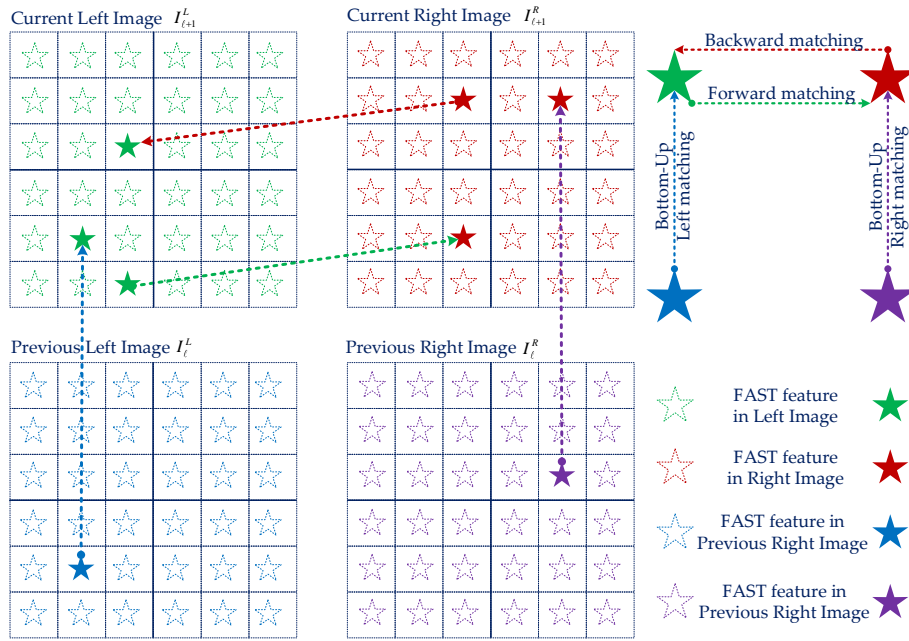 Current Left Image I^L_{ℓ+1}
Current Right Image I^R_{ℓ+1}
Backward matching
Forward matching
Bottom-Up
Left matching
Bottom-Up
Right matching
Previous Left Image I^L_ℓ
Previous Right Image I^R_ℓ
FAST feature
in Left Image
FAST feature
in Right Image
FAST feature in
Previous Right Image
FAST feature in
Previous Right Image